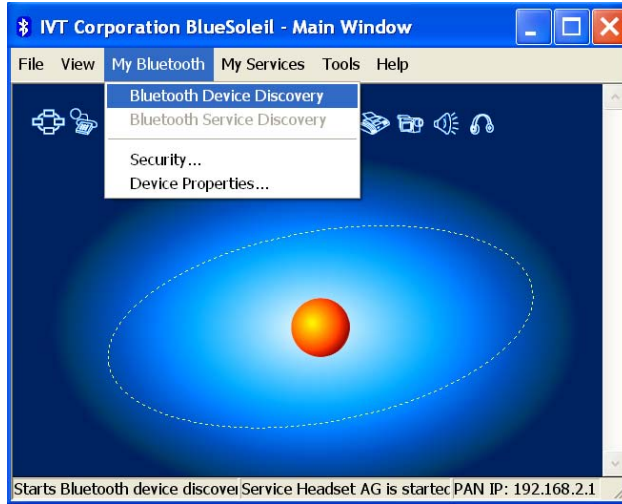 IVT Corporation BlueSoleil - Main Window
File View My Bluetooth My Services Tools Help
Bluetooth Device Discovery
Bluetooth Service Discovery
Security...
Device Properties...
Starts Bluetooth device discover Service Headset AG is started PAN IP: 192.168.2.1